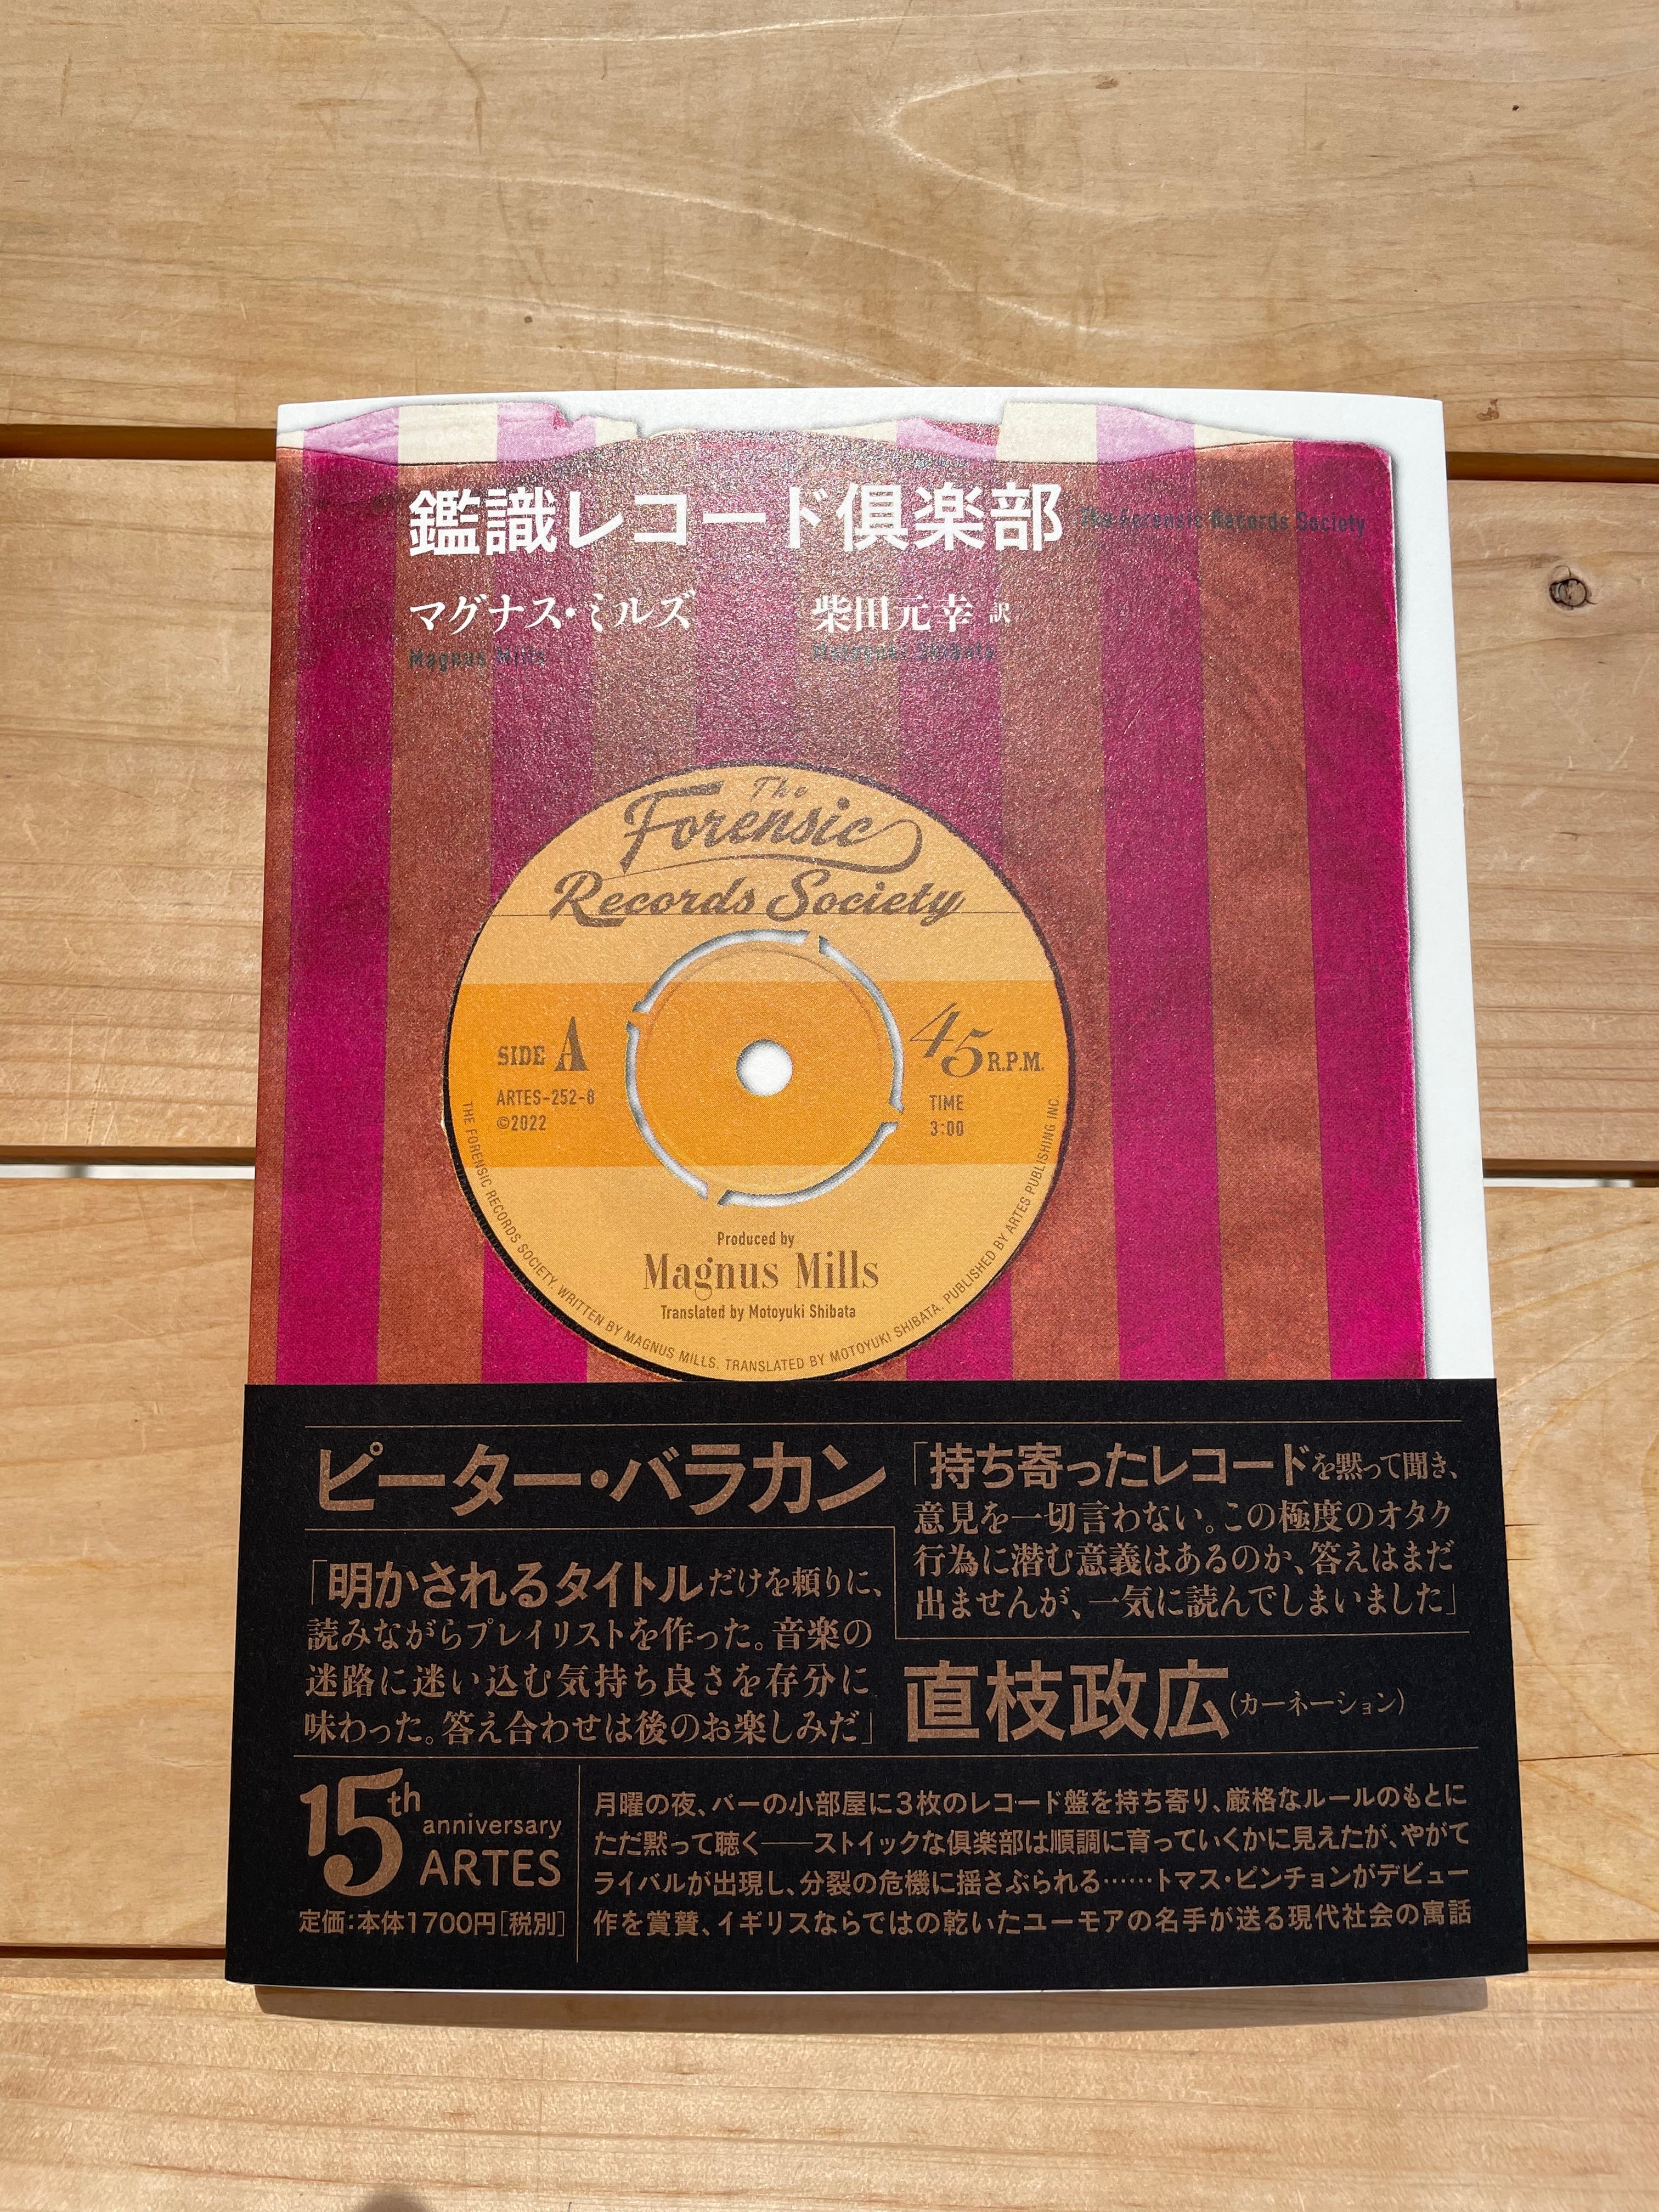 鑑識レコード倶楽部 The Forensic Records Society
マグナス・ミルズ 柴田元幸 訳
Magnus Mills Motoyuki Shibata
The
Forensic
Records Society
SIDE A
ARTES-252-8
©2022
45 R.P.M.
TIME
3:00
Produced by
Magnus Mills
Translated by Motoyuki Shibata
THE FORENSIC RECORDS SOCIETY. WRITTEN BY MAGNUS MILLS. TRANSLATED BY MOTOYUKI SHIBATA. PUBLISHED BY ARTES PUBLISHING INC.
ピーター・バラカン
「明かされるタイトルだけを頼りに、
読みながらプレイリストを作った。音楽の
迷路に迷い込む気持ち良さを存分に
味わった。答え合わせは後のお楽しみだ」
「持ち寄ったレコードを黙って聞き、
意見を一切言わない。この極度のオタク
行為に潜む意義はあるのか、答えはまだ
出ませんが、一気に読んでしまいました」
直枝政広(カーネーション)
15th
anniversary
ARTES
定価:本体1700円[税別]
月曜の夜、バーの小部屋に3枚のレコード盤を持ち寄り、厳格なルールのもとに
ただ黙って聴く──ストイックな倶楽部は順調に育っていくかに見えたが、やがて
ライバルが出現し、分裂の危機に揺さぶられる……トマス・ピンチョンがデビュー
作を賞賛、イギリスならではの乾いたユーモアの名手が送る現代社会の寓話